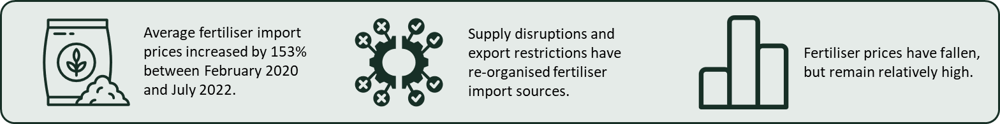 Average fertiliser import
prices increased by 153%
between February 2020
and July 2022.
Supply disruptions and
export restrictions have
re-organised fertiliser
import sources.
Fertiliser prices have fallen,
but remain relatively high.